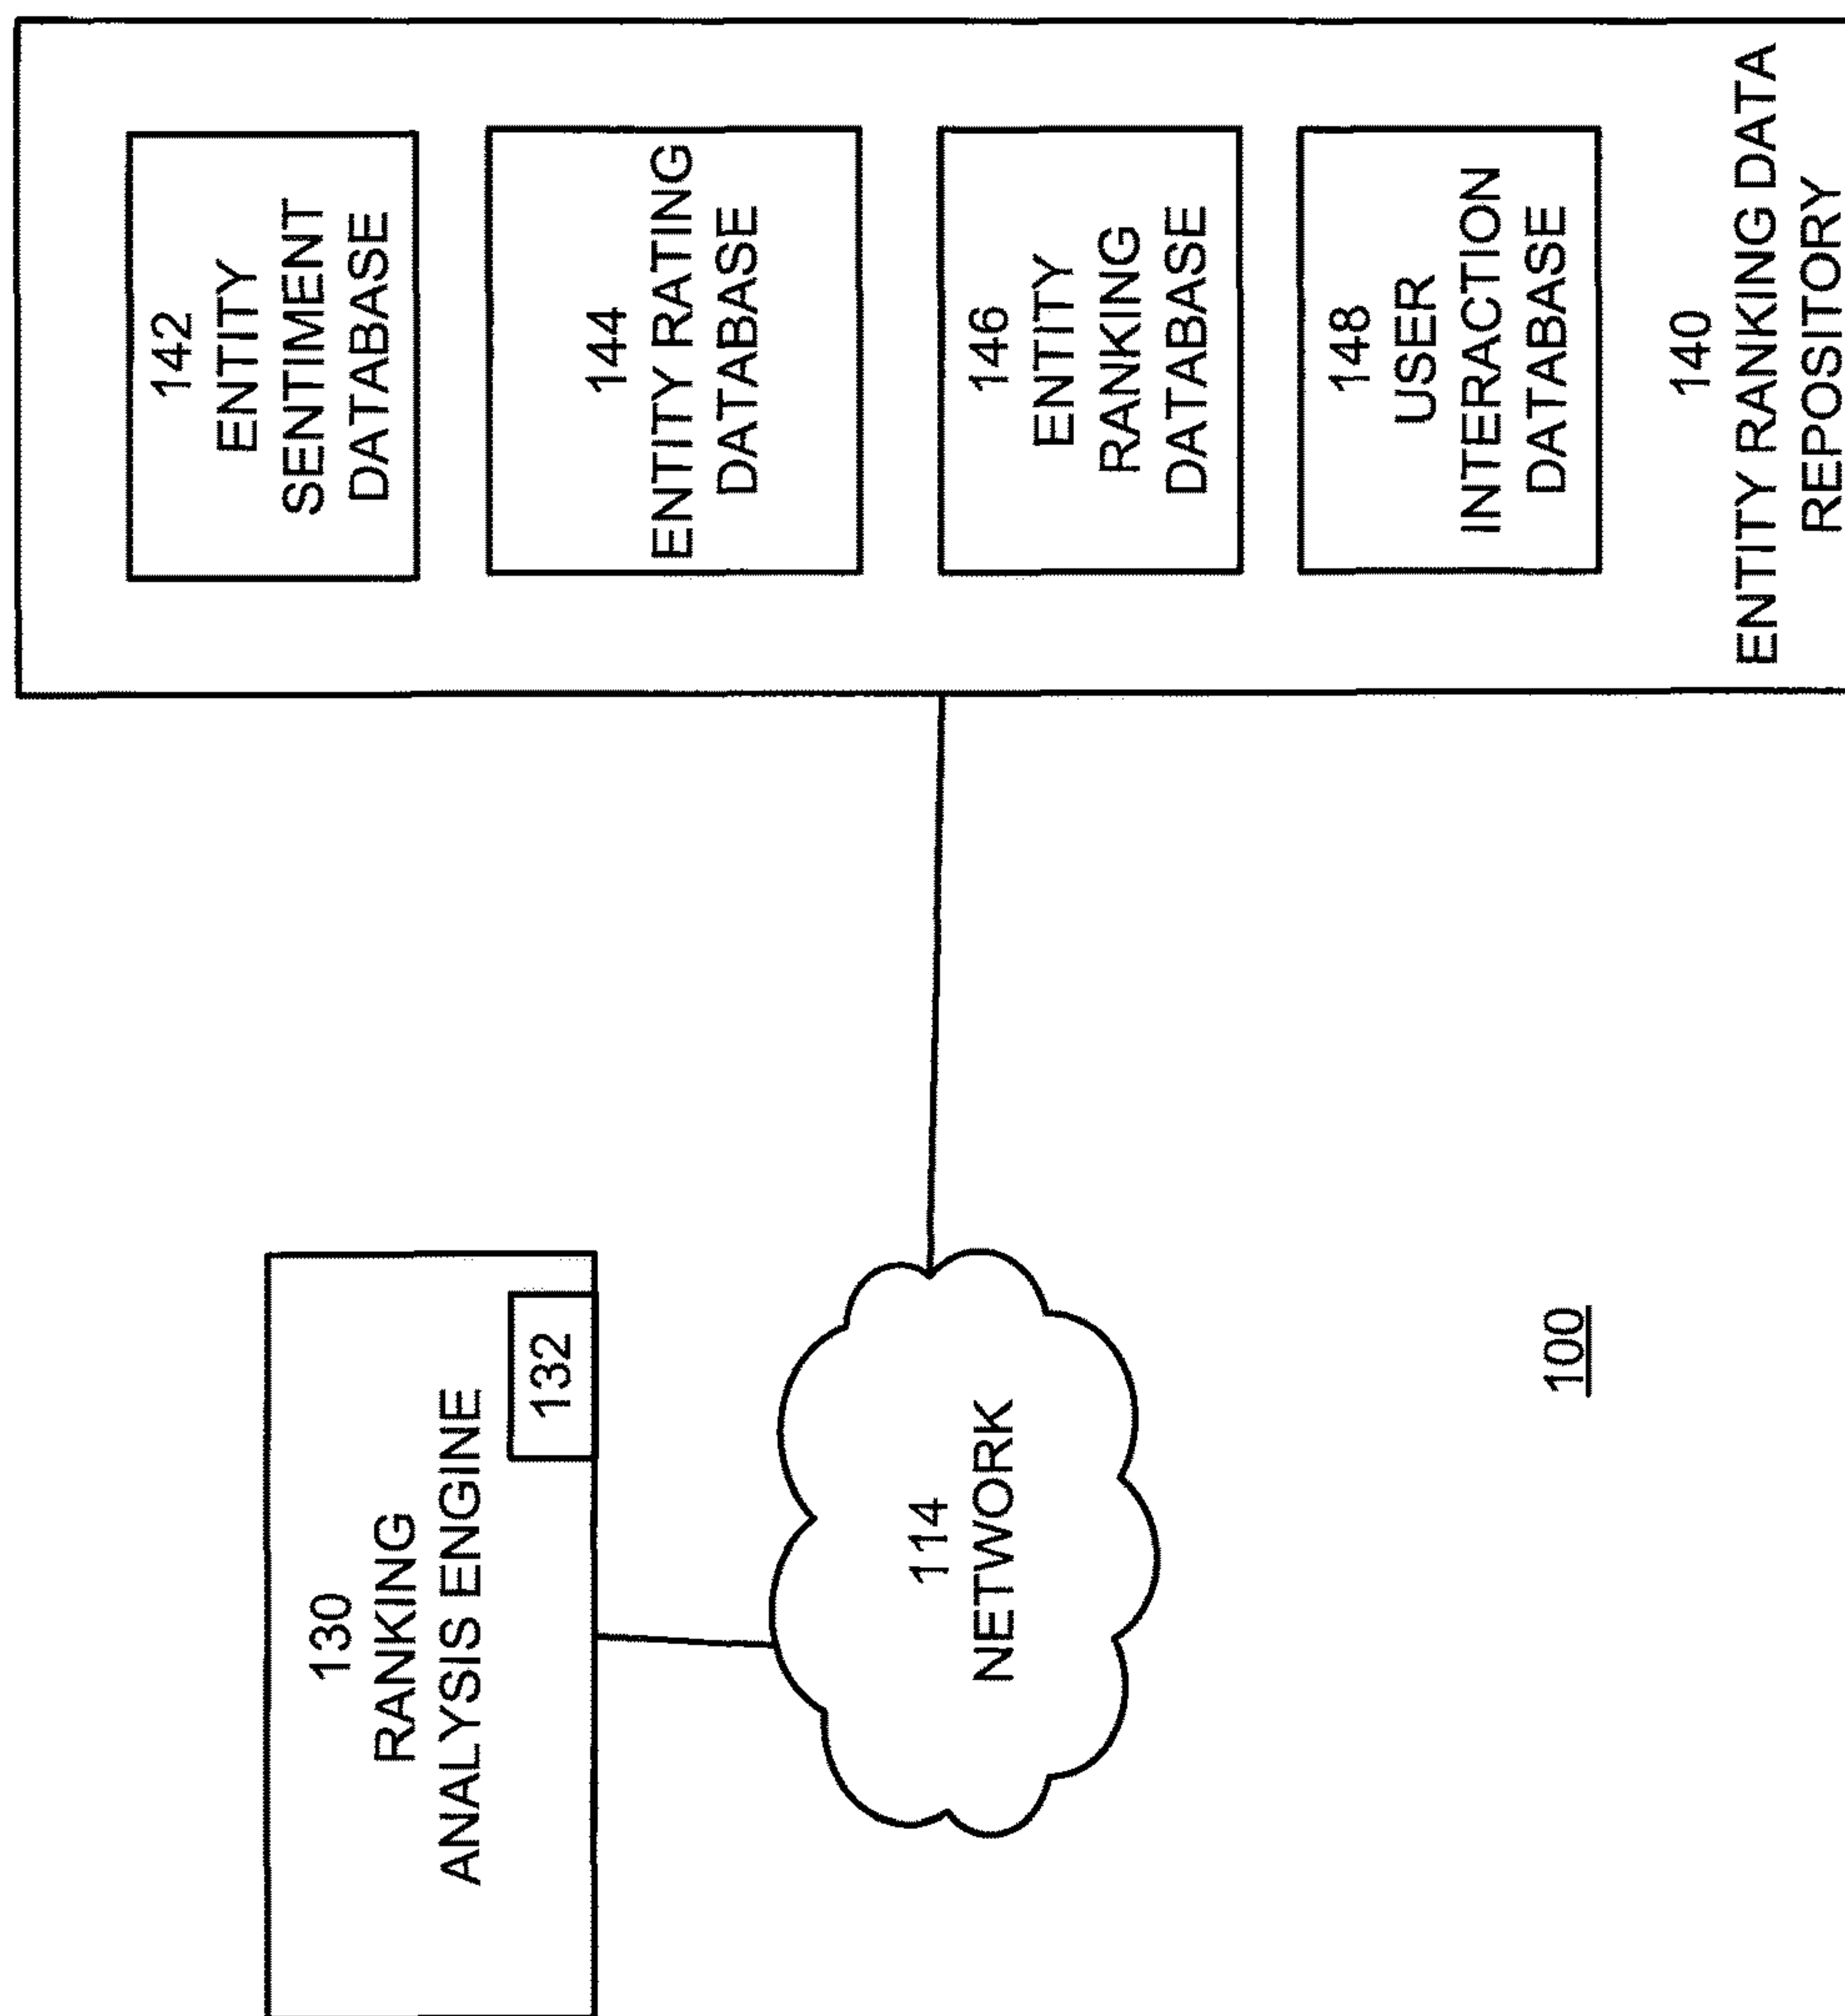 130
RANKING
ANALYSIS ENGINE
132
114
NETWORK
100
142
ENTITY
SENTIMENT
DATABASE
144
ENTITY RATING
DATABASE
146
ENTITY
RANKING
DATABASE
148
USER
INTERACTION
DATABASE
140
ENTITY RANKING DATA
REPOSITORY